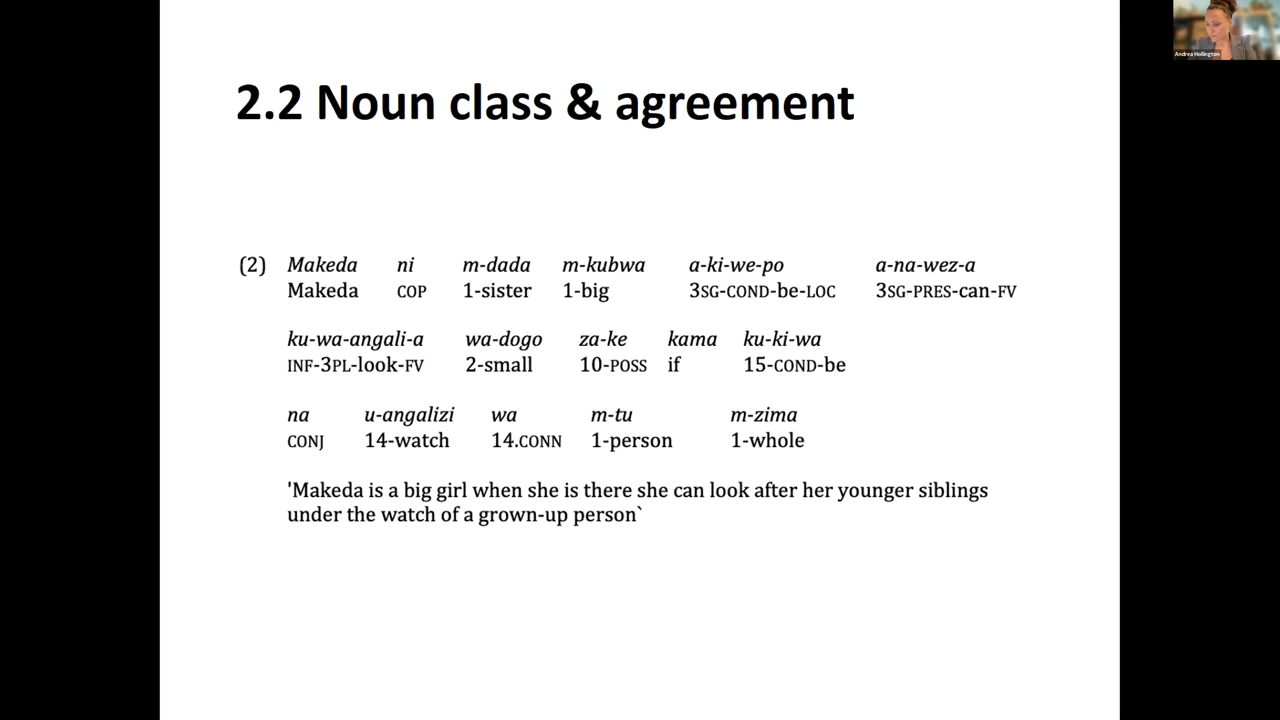 Andrea Hollington
2.2 Noun class & agreement
(2) Makeda ni m-dada m-kubwa a-ki-we-po a-na-wez-a
Makeda COP 1-sister 1-big 3SG-COND-be-LOC 3SG-PRES-can-FV
ku-wa-angali-a wa-dogo za-ke kama ku-ki-wa
INF-3PL-look-FV 2-small 10-POSS if 15-COND-be
na u-angalizi wa m-tu m-zima
CONJ 14-watch 14.CONN 1-person 1-whole
'Makeda is a big girl when she is there she can look after her younger siblings
under the watch of a grown-up person`